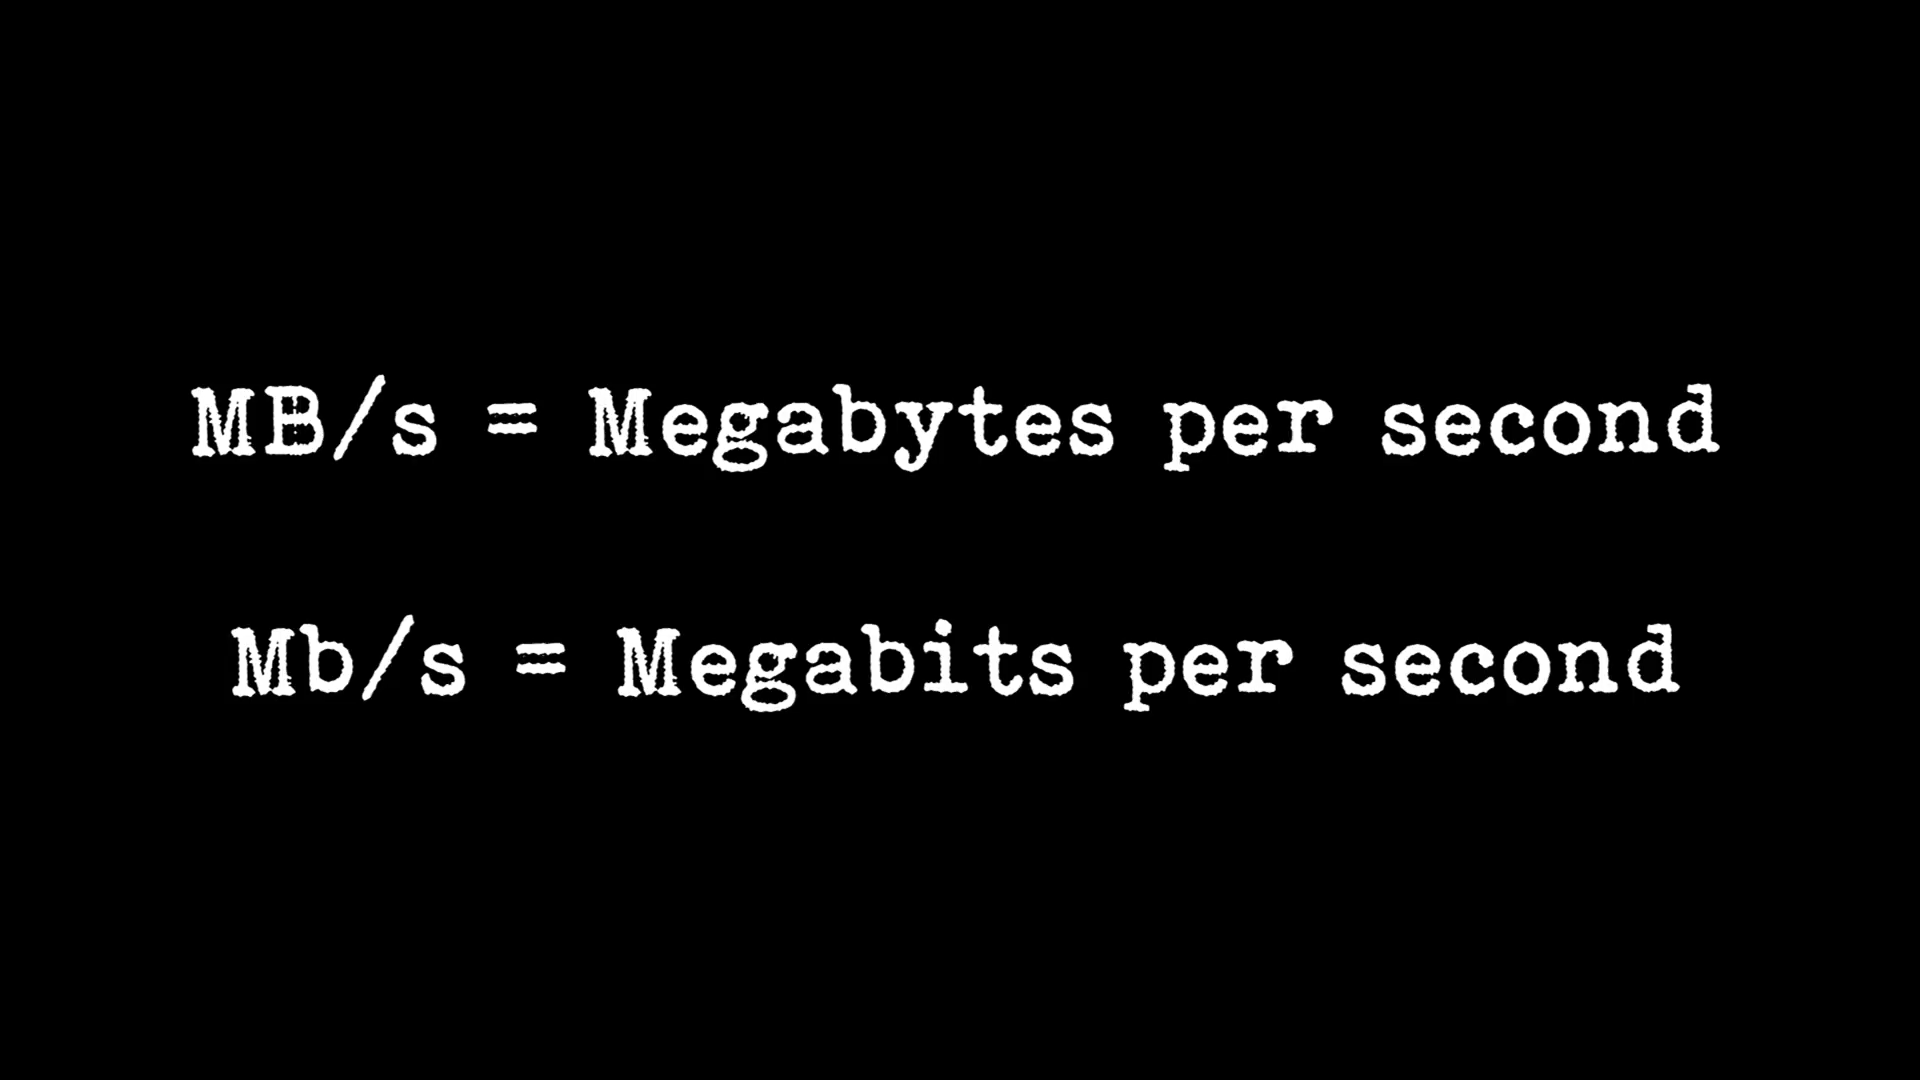 MB/s = Megabytes per second
Mb/s = Megabits per second